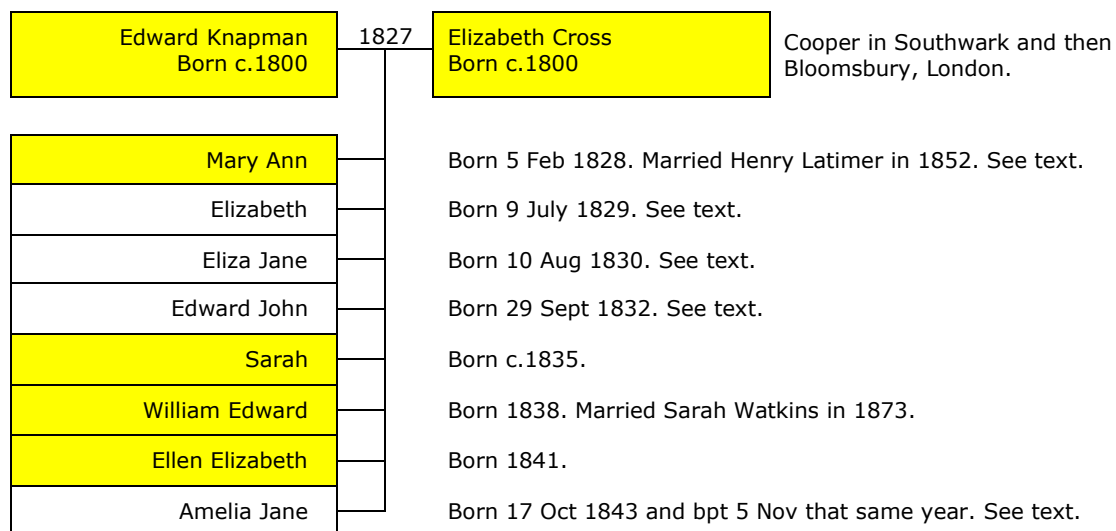 Edward Knapman
Born c.1800
1827
Elizabeth Cross
Born c.1800
Cooper in Southwark and then
Bloomsbury, London.
Mary Ann
Born 5 Feb 1828. Married Henry Latimer in 1852. See text.
Elizabeth
Born 9 July 1829. See text.
Eliza Jane
Born 10 Aug 1830. See text.
Edward John
Born 29 Sept 1832. See text.
Sarah
Born c.1835.
William Edward
Born 1838. Married Sarah Watkins in 1873.
Ellen Elizabeth
Born 1841.
Amelia Jane
Born 17 Oct 1843 and bpt 5 Nov that same year. See text.